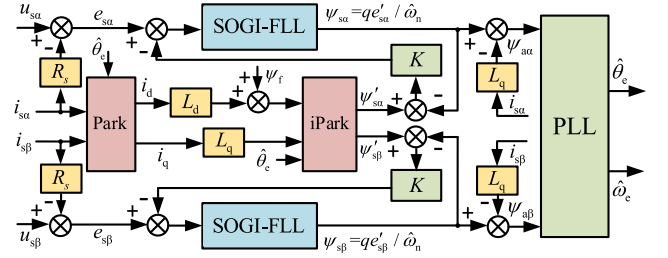 u_sα e_sα SOGI-FLL ψ_sα=qe′_sα / ω̂_n ψ_aα
+ - + - + -
R_s θ̂_e K L_q
i_sα i_d L_d + + ψ_f ψ′_sα + - i_sα θ̂_e
Park iPark PLL
i_sβ i_q L_q θ̂_e ψ′_sβ + - i_sβ
R_s K L_q ω̂_e
- + - + - +
u_sβ e_sβ SOGI-FLL ψ_sβ=qe′_sβ / ω̂_n ψ_aβ